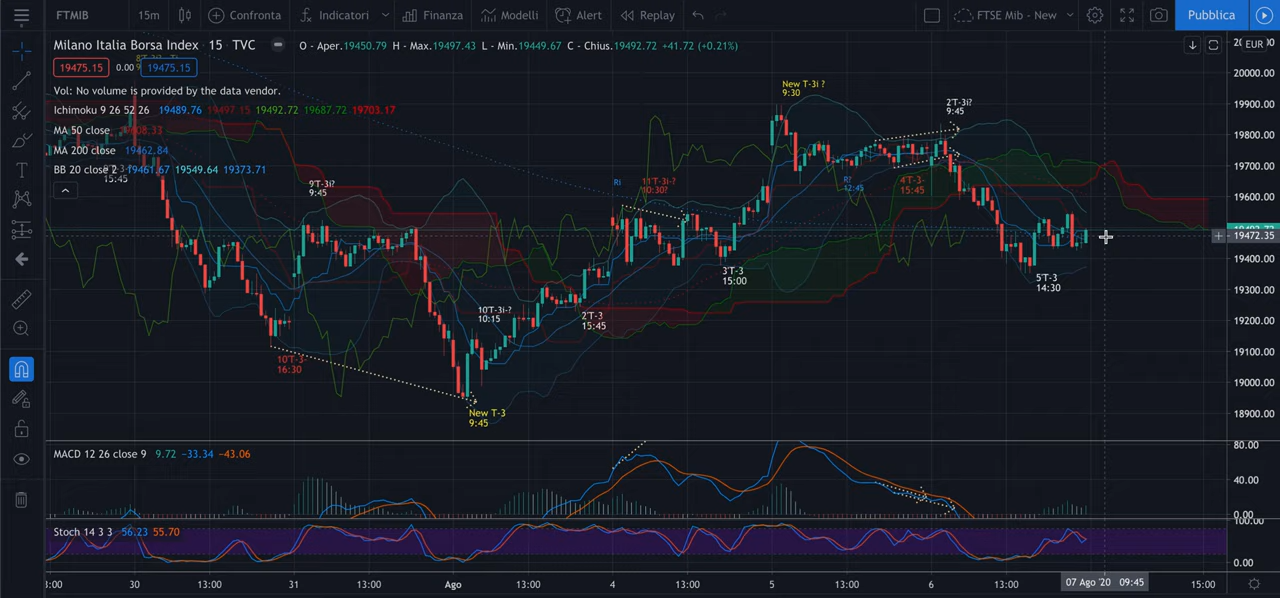 FTMIB 15m Confronta Indicatori Finanza Modelli Alert Replay FTSE Mib - New Pubblica
Milano Italia Borsa Index · 15 · TVC O - Aper.19450.79 H - Max.19497.43 L - Min.19449.67 C - Chius.19492.72 +41.72 (+0.21%)
EUR
19475.15 0.00 19475.15
Vol: No volume is provided by the data vendor.
Ichimoku 9 26 52 26 19489.76 19497.15 19492.72 19687.72 19703.17
MA 50 close
MA 200 close 19462.84
BB 20 close 2 19461.67 19549.64 19373.71
15:45
9'T-3i?
9:45
10'T-3-
16:30
New T-3
9:45
10'T-3i-?
10:15
2'T-3
15:45
Ri
11'T-3i-?
10:30?
3'T-3
15:00
New T-3i ?
9:30
R?
12:45
4'T-3-
15:45
2'T-3i?
9:45
5'T-3
14:30
20000.00
19900.00
19800.00
19700.00
19600.00
19472.35
19400.00
19300.00
19200.00
19100.00
19000.00
18900.00
MACD 12 26 close 9 9.72 −33.34 −43.06
80.00
40.00
0.00
Stoch 14 3 3 56.23 55.70
100.00
0.00
30 13:00 31 13:00 Ago 13:00 4 13:00 5 13:00 6 13:00 07 Ago '20 09:45 15:00